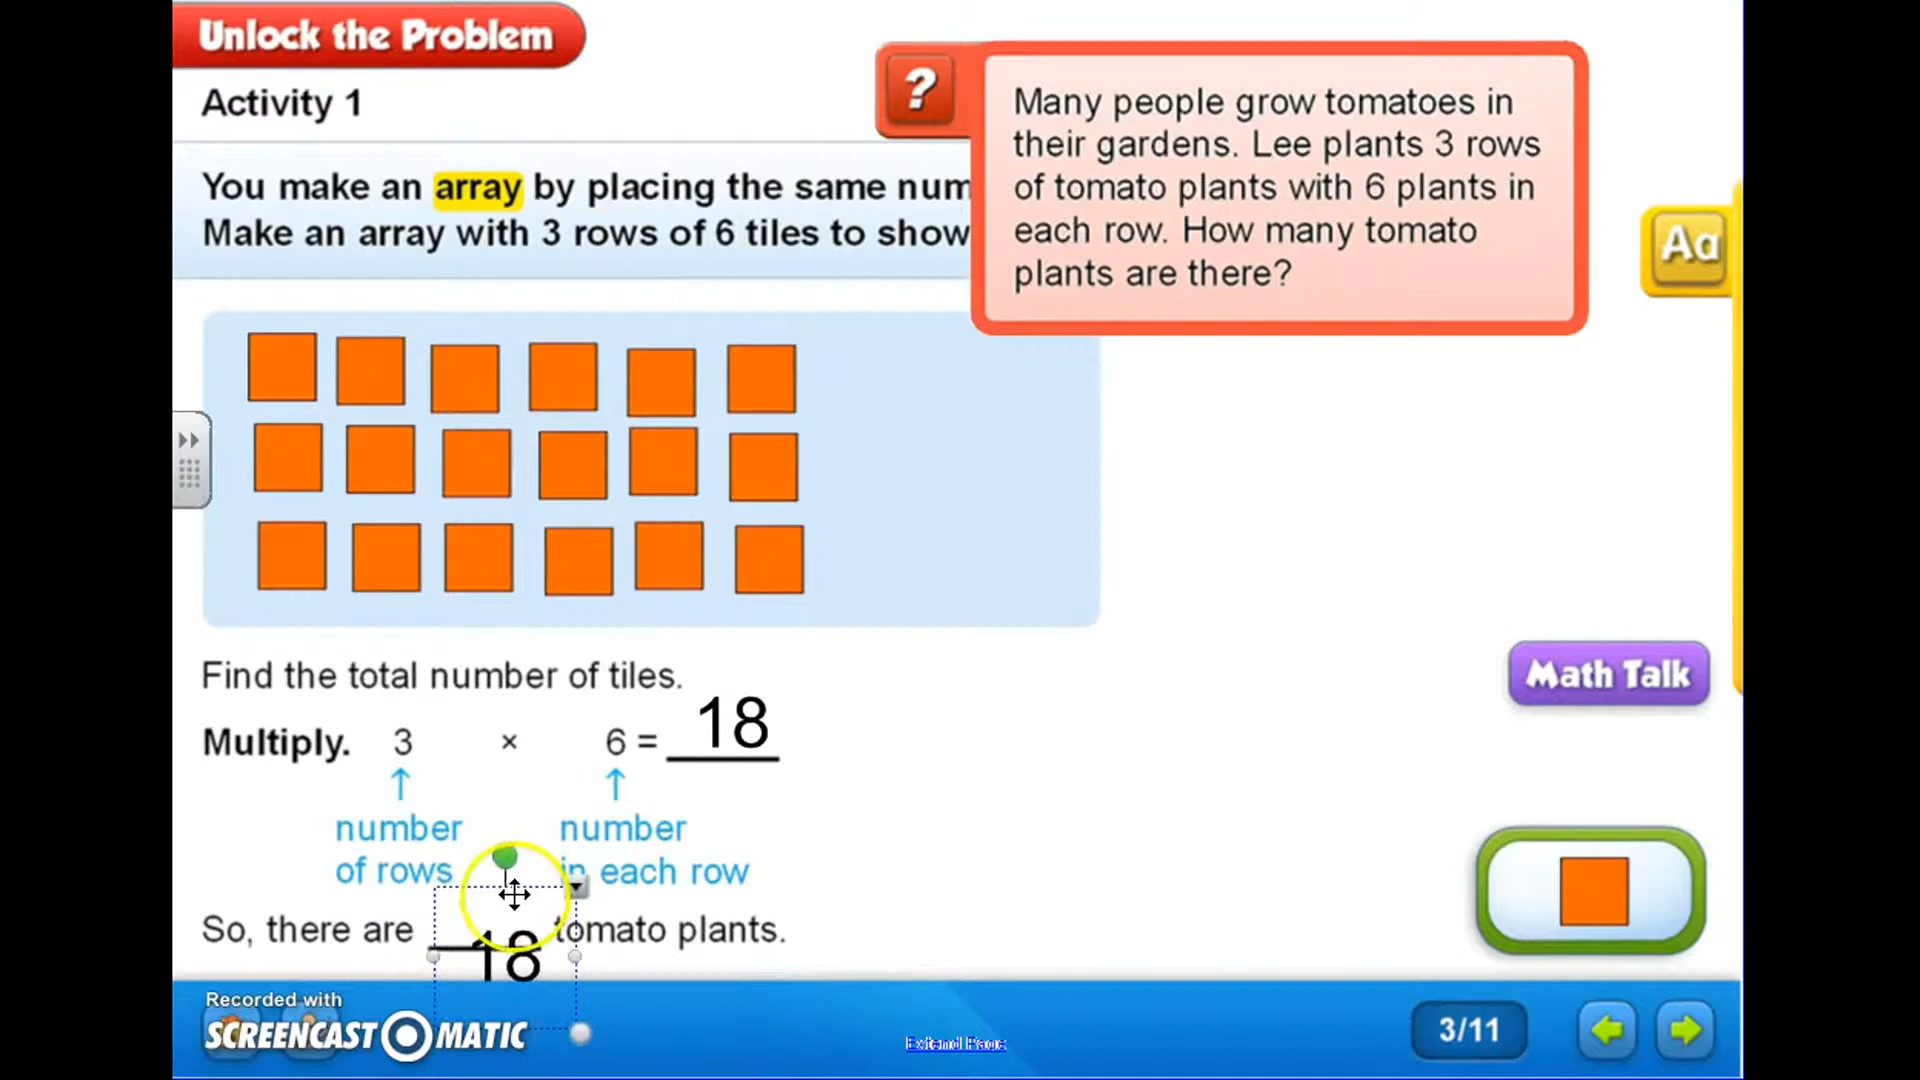 Unlock the Problem
Activity 1
?
Many people grow tomatoes in
their gardens. Lee plants 3 rows
of tomato plants with 6 plants in
each row. How many tomato
plants are there?
You make an array by placing the same num
Make an array with 3 rows of 6 tiles to show
Aa
Find the total number of tiles.
Math Talk
Multiply. 3 × 6 = 18
↑ ↑
number number
of rows in each row
So, there are 18 tomato plants.
Recorded with
SCREENCAST MATIC
Extend Page
3/11